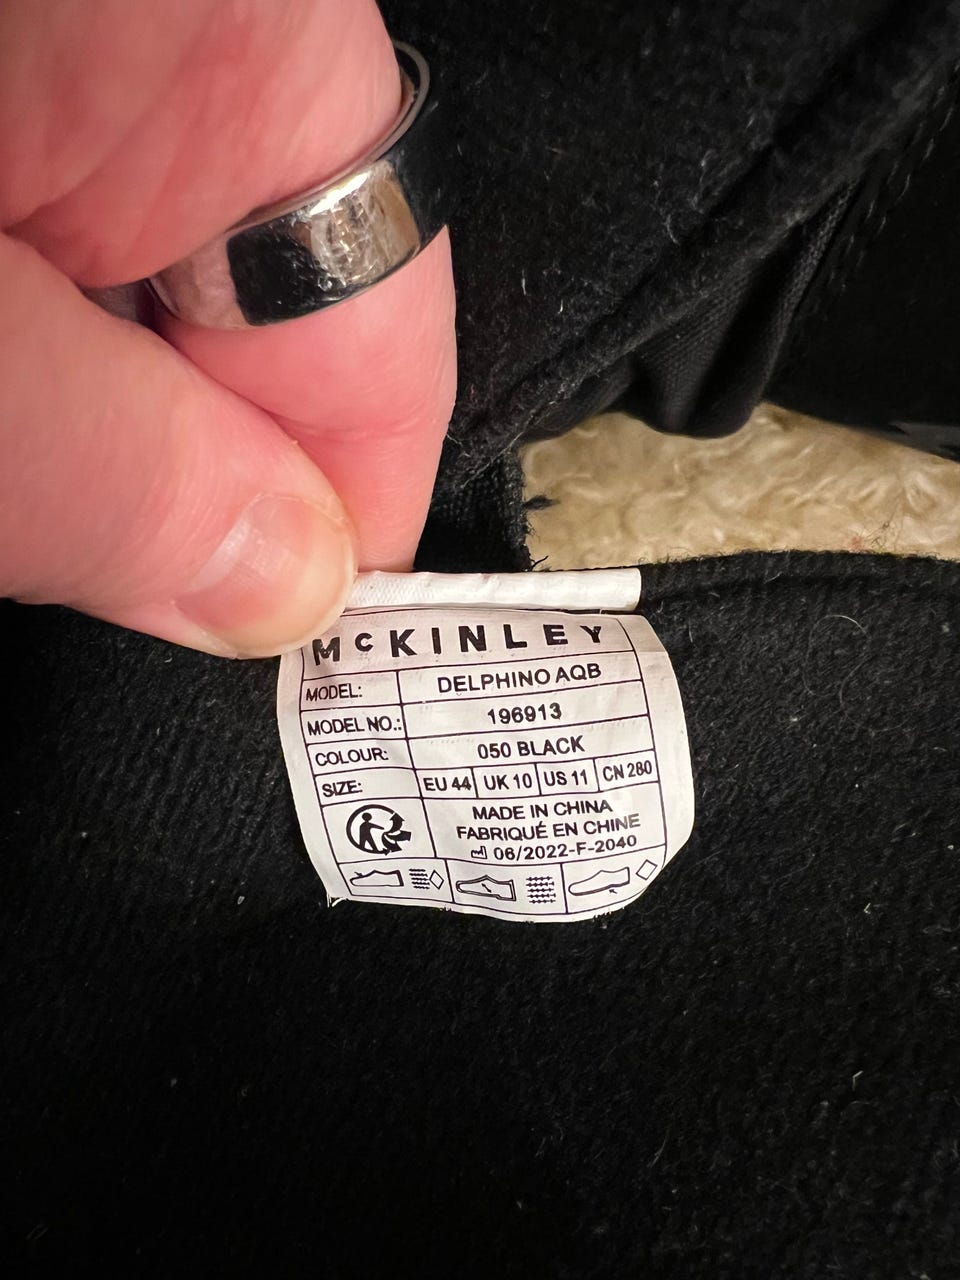 McKINLEY
MODEL: DELPHINO AQB
MODEL NO.: 196913
COLOUR: 050 BLACK
SIZE: EU 44 UK 10 US 11 CN 280
MADE IN CHINA
FABRIQUÉ EN CHINE
06/2022-F-2040